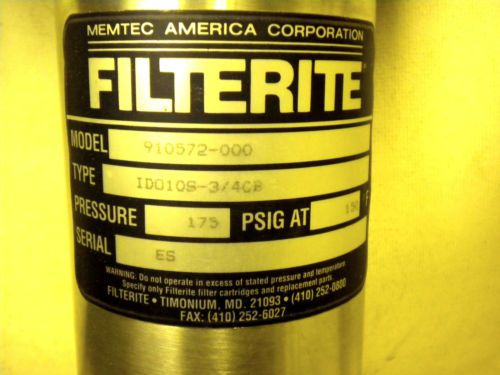 MEMTEC AMERICA CORPORATION
FILTERITE
MODEL 910572-000
TYPE IDO10S-3/4CB
PRESSURE 175 PSIG AT 150 F
SERIAL ES
WARNING: Do not operate in excess of stated pressure and temperature.
Specify only Filterite filter cartridges and replacement parts.
FILTERITE • TIMONIUM, MD. 21093 • (410) 252-0800
FAX: (410) 252-6027